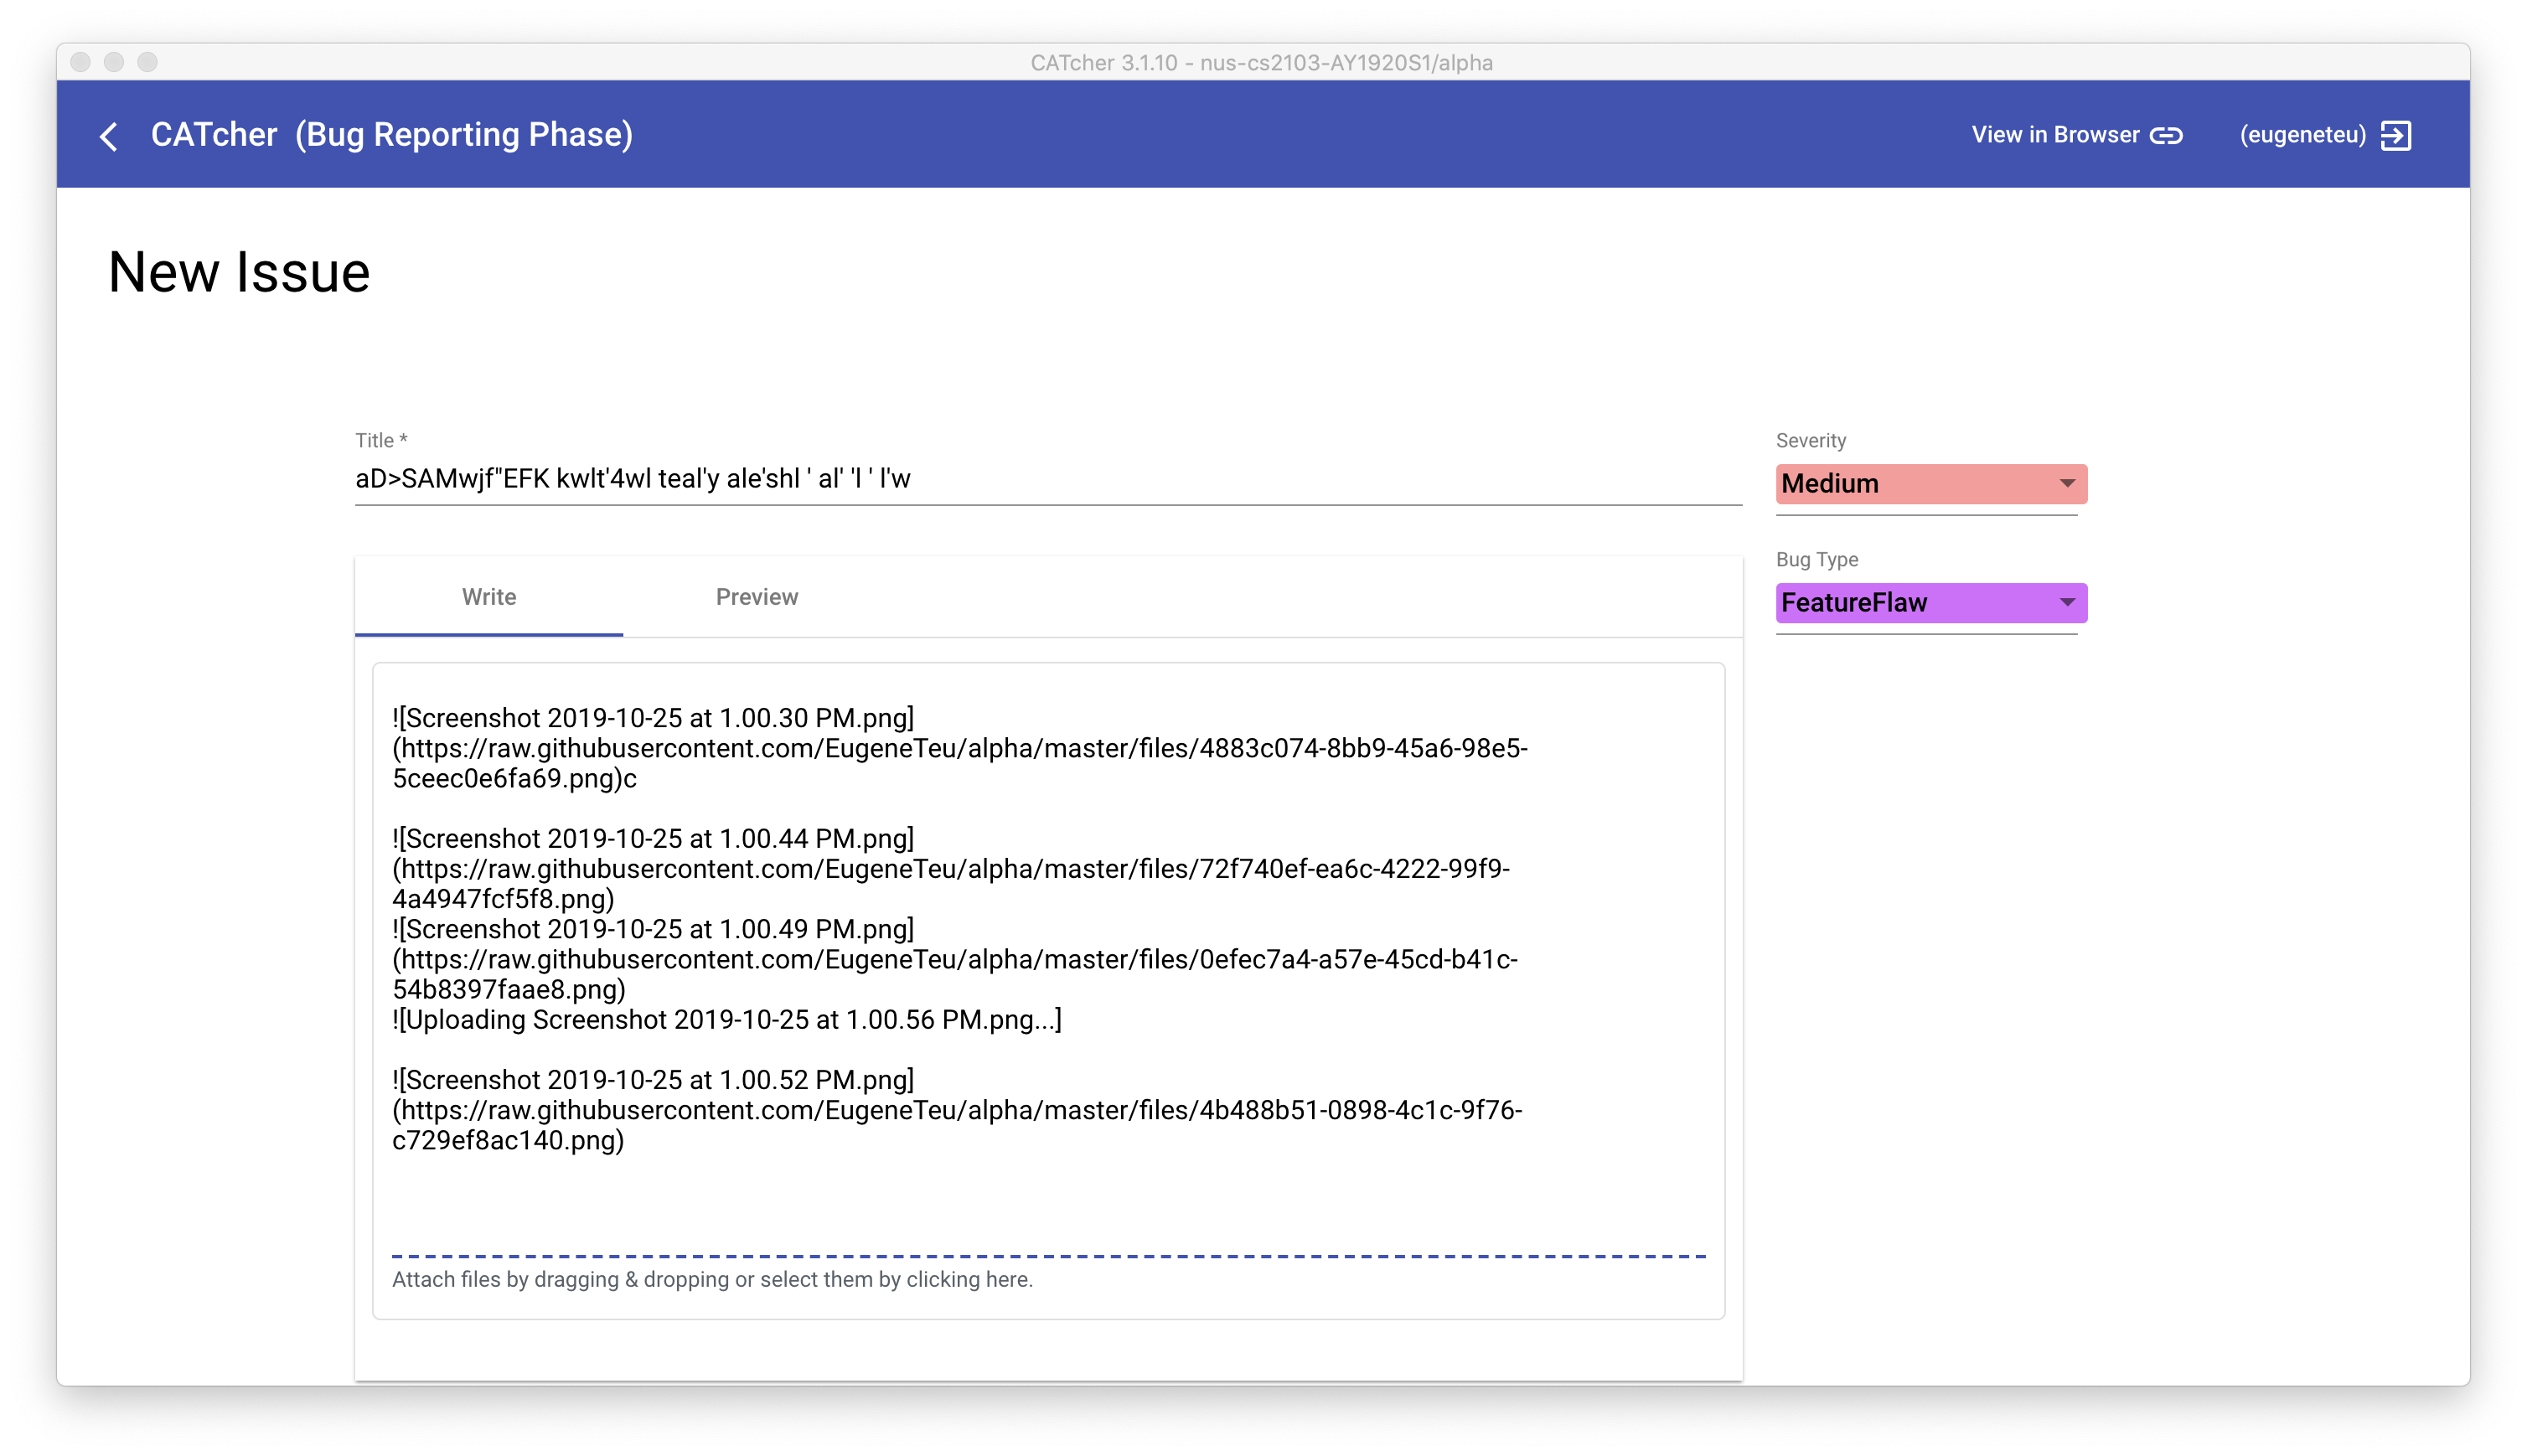 CATcher 3.1.10 - nus-cs2103-AY1920S1/alpha
CATcher (Bug Reporting Phase)
View in Browser
(eugeneteu)
New Issue
Title *
aD>SAMwjf"EFK kwlt'4wl teal'y ale'shl ' al' 'l ' l'w
Severity
Medium
Bug Type
FeatureFlaw
Write
Preview
![Screenshot 2019-10-25 at 1.00.30 PM.png]
(https://raw.githubusercontent.com/EugeneTeu/alpha/master/files/4883c074-8bb9-45a6-98e5-
5ceec0e6fa69.png)c
![Screenshot 2019-10-25 at 1.00.44 PM.png]
(https://raw.githubusercontent.com/EugeneTeu/alpha/master/files/72f740ef-ea6c-4222-99f9-
4a4947fcf5f8.png)
![Screenshot 2019-10-25 at 1.00.49 PM.png]
(https://raw.githubusercontent.com/EugeneTeu/alpha/master/files/0efec7a4-a57e-45cd-b41c-
54b8397faae8.png)
![Uploading Screenshot 2019-10-25 at 1.00.56 PM.png...]
![Screenshot 2019-10-25 at 1.00.52 PM.png]
(https://raw.githubusercontent.com/EugeneTeu/alpha/master/files/4b488b51-0898-4c1c-9f76-
c729ef8ac140.png)
Attach files by dragging & dropping or select them by clicking here.